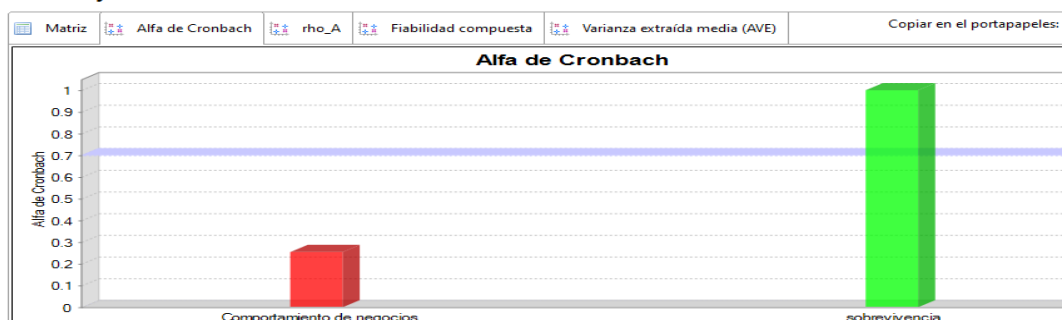 Matriz Alfa de Cronbach rho_A Fiabilidad compuesta Varianza extraída media (AVE) Copiar en el portapapeles:
Alfa de Cronbach
Alfa de Cronbach
1
0.9
0.8
0.7
0.6
0.5
0.4
0.3
0.2
0.1
0
Comportamiento de negocios sobrevivencia